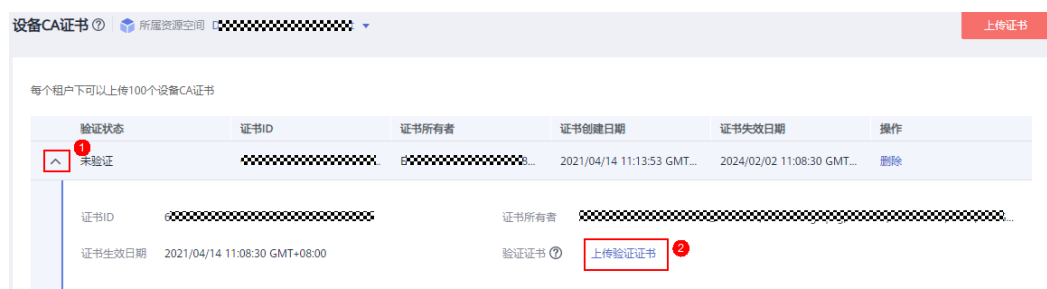 设备CA证书 所属资源空间 上传证书
每个租户下可以上传100个设备CA证书
验证状态 证书ID 证书所有者 证书创建日期 证书失效日期 操作
1
未验证 ... 2021/04/14 11:13:53 GMT... 2024/02/02 11:08:30 GMT... 删除
证书ID 证书所有者 ...
证书生效日期 2021/04/14 11:08:30 GMT+08:00 验证证书 上传验证证书 2